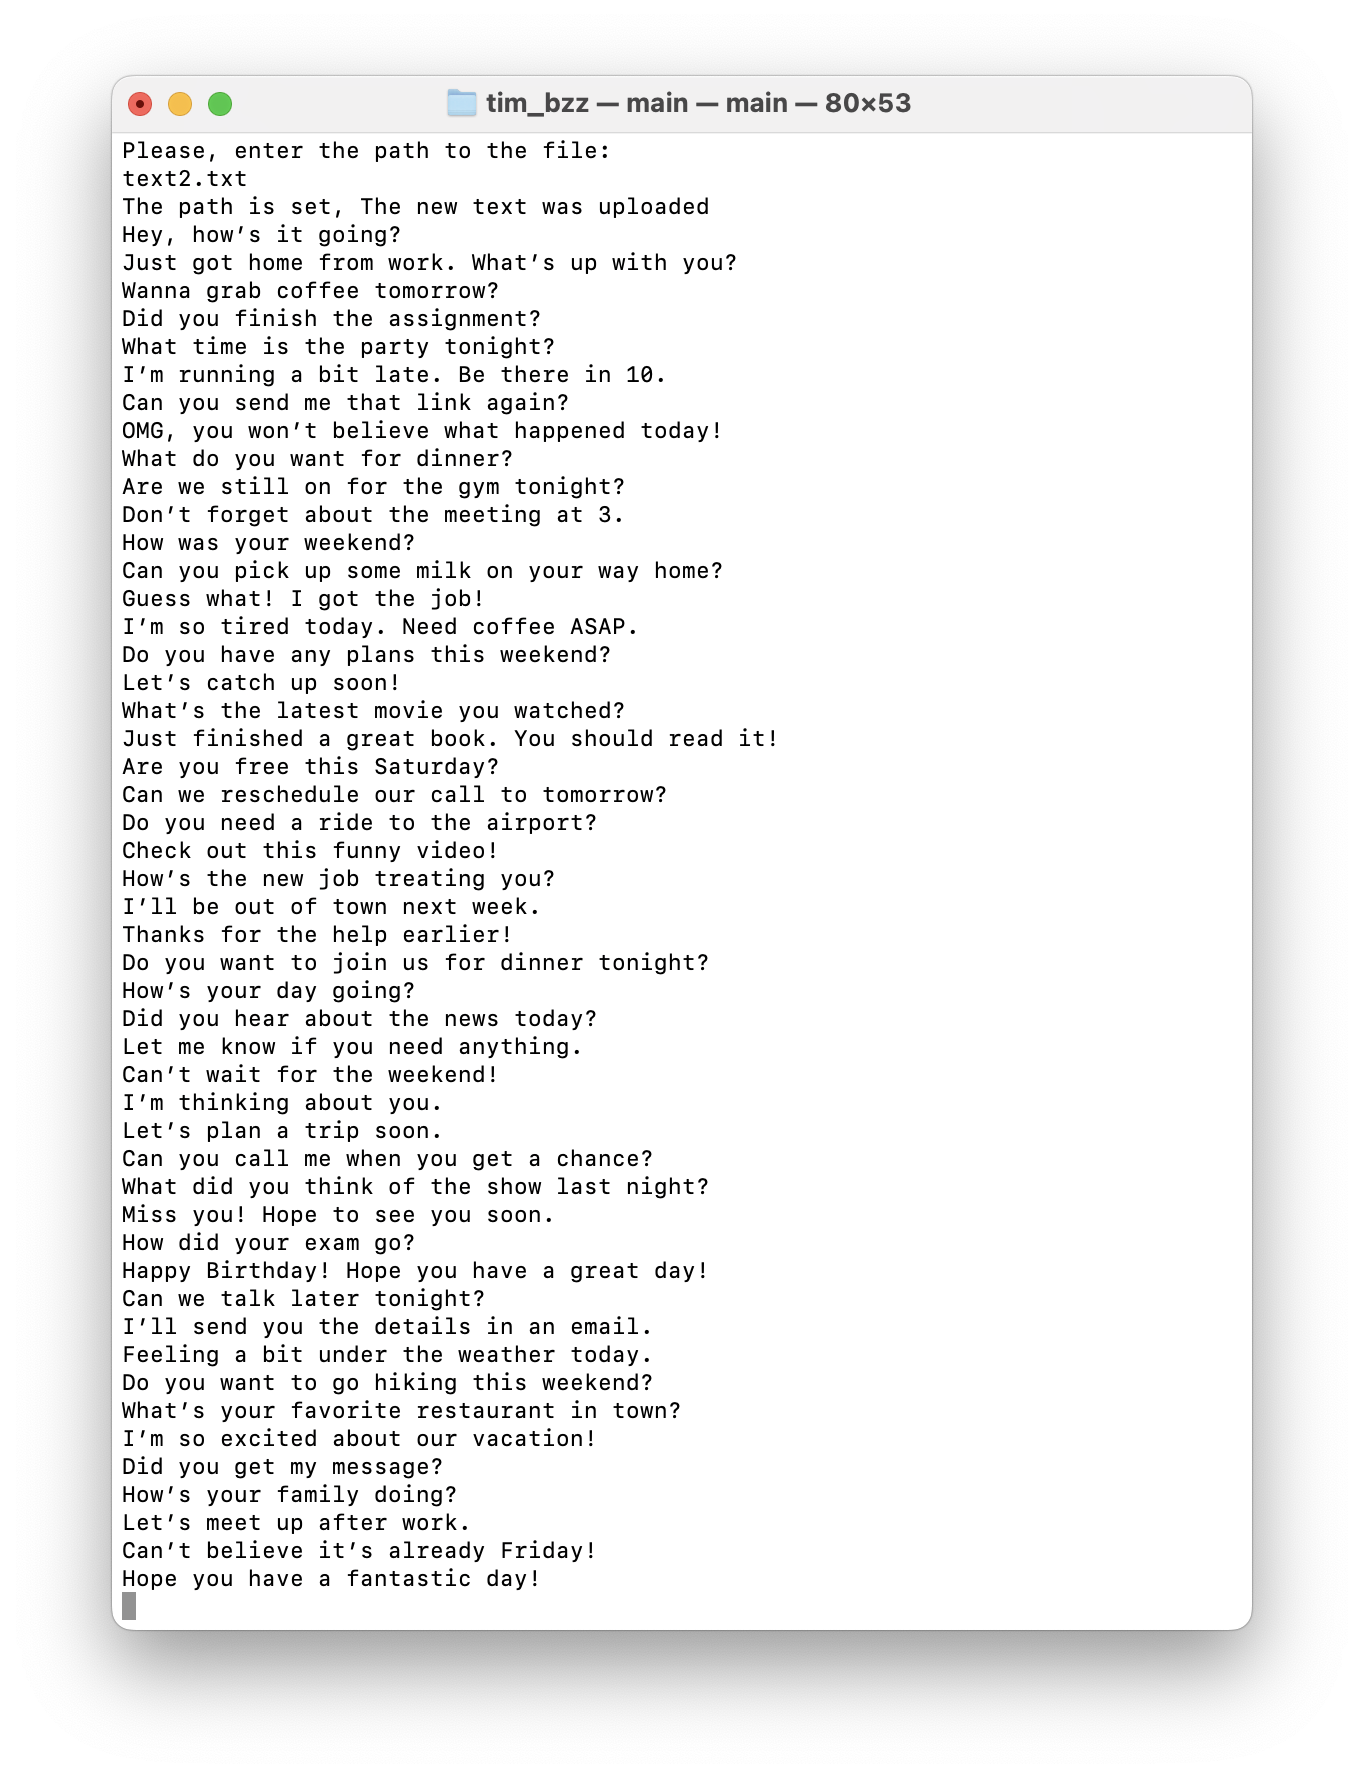 tim_bzz — main — main — 80×53
Please, enter the path to the file:
text2.txt
The path is set, The new text was uploaded
Hey, how’s it going?
Just got home from work. What’s up with you?
Wanna grab coffee tomorrow?
Did you finish the assignment?
What time is the party tonight?
I’m running a bit late. Be there in 10.
Can you send me that link again?
OMG, you won’t believe what happened today!
What do you want for dinner?
Are we still on for the gym tonight?
Don’t forget about the meeting at 3.
How was your weekend?
Can you pick up some milk on your way home?
Guess what! I got the job!
I’m so tired today. Need coffee ASAP.
Do you have any plans this weekend?
Let’s catch up soon!
What’s the latest movie you watched?
Just finished a great book. You should read it!
Are you free this Saturday?
Can we reschedule our call to tomorrow?
Do you need a ride to the airport?
Check out this funny video!
How’s the new job treating you?
I’ll be out of town next week.
Thanks for the help earlier!
Do you want to join us for dinner tonight?
How’s your day going?
Did you hear about the news today?
Let me know if you need anything.
Can’t wait for the weekend!
I’m thinking about you.
Let’s plan a trip soon.
Can you call me when you get a chance?
What did you think of the show last night?
Miss you! Hope to see you soon.
How did your exam go?
Happy Birthday! Hope you have a great day!
Can we talk later tonight?
I’ll send you the details in an email.
Feeling a bit under the weather today.
Do you want to go hiking this weekend?
What’s your favorite restaurant in town?
I’m so excited about our vacation!
Did you get my message?
How’s your family doing?
Let’s meet up after work.
Can’t believe it’s already Friday!
Hope you have a fantastic day!